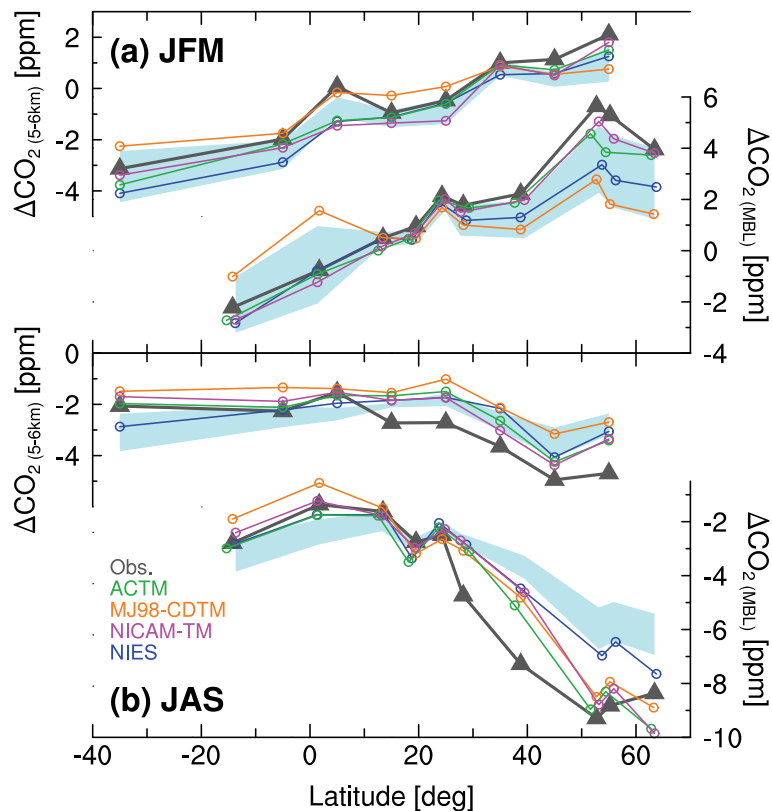 (a) JFM
ΔCO2 (5-6km) [ppm]
2
0
-2
-4
ΔCO2 (MBL) [ppm]
6
4
2
0
-2
-4
ΔCO2 (5-6km) [ppm]
0
-2
-4
ΔCO2 (MBL) [ppm]
-2
-4
-6
-8
-10
Obs.
ACTM
MJ98-CDTM
NICAM-TM
NIES
(b) JAS
-40 -20 0 20 40 60
Latitude [deg]